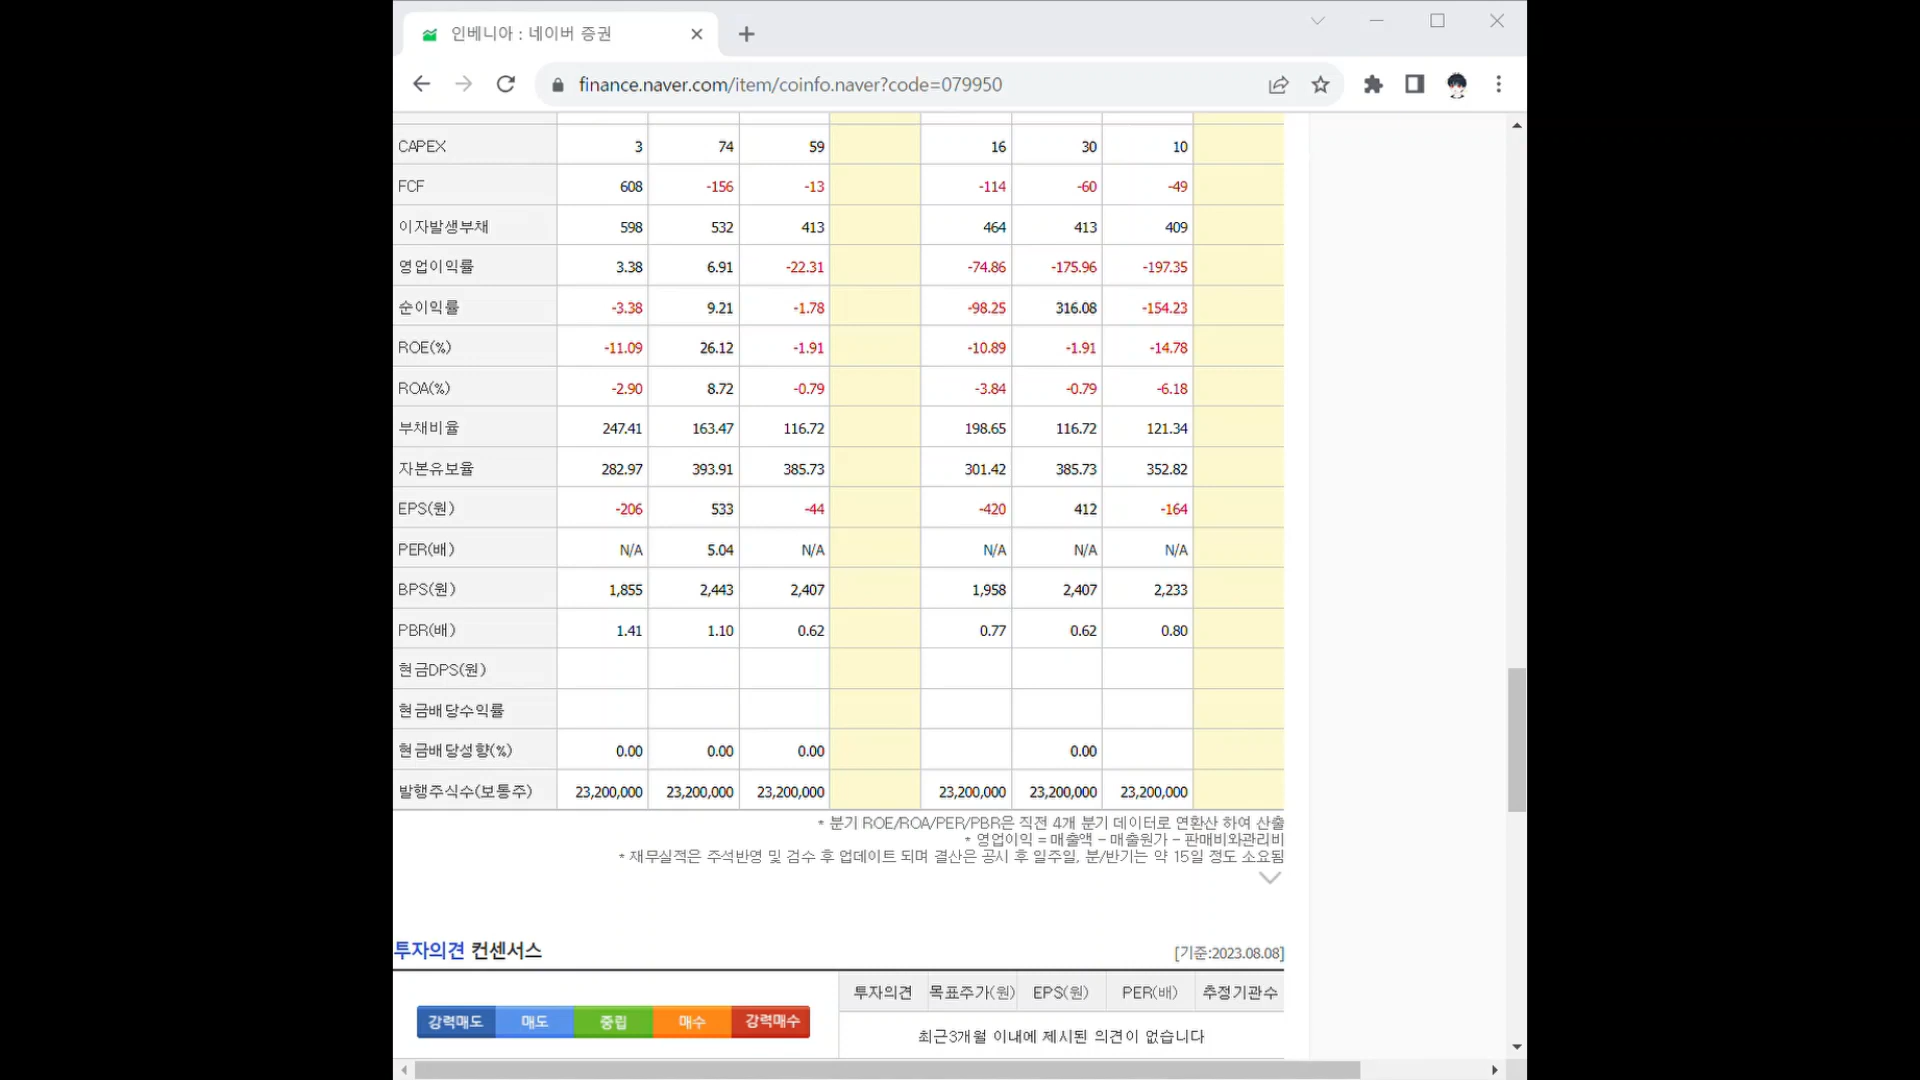 인베니아 : 네이버 증권
finance.naver.com/item/coinfo.naver?code=079950
CAPEX 3 74 59 16 30 10
FCF 608 -156 -13 -114 -60 -49
이자발생부채 598 532 413 464 413 409
영업이익률 3.38 6.91 -22.31 -74.86 -175.96 -197.35
순이익률 -3.38 9.21 -1.78 -98.25 316.08 -154.23
ROE(%) -11.09 26.12 -1.91 -10.89 -1.91 -14.78
ROA(%) -2.90 8.72 -0.79 -3.84 -0.79 -6.18
부채비율 247.41 163.47 116.72 198.65 116.72 121.34
자본유보율 282.97 393.91 385.73 301.42 385.73 352.82
EPS(원) -206 533 -44 -420 412 -164
PER(배) N/A 5.04 N/A N/A N/A N/A
BPS(원) 1,855 2,443 2,407 1,958 2,407 2,233
PBR(배) 1.41 1.10 0.62 0.77 0.62 0.80
현금DPS(원)
현금배당수익률
현금배당성향(%) 0.00 0.00 0.00 0.00
발행주식수(보통주) 23,200,000 23,200,000 23,200,000 23,200,000 23,200,000 23,200,000
* 분기 ROE/ROA/PER/PBR은 직전 4개 분기 데이터로 연환산 하여 산출
* 영업이익 = 매출액 - 매출원가 - 판매비와관리비
* 재무실적은 주석반영 및 검수 후 업데이트 되며 결산은 공시 후 일주일, 분/반기는 약 15일 정도 소요됨
투자의견 컨센서스 [기준:2023.08.08]
투자의견 목표주가(원) EPS(원) PER(배) 추정기관수
강력매도 매도 중립 매수 강력매수
최근3개월 이내에 제시된 의견이 없습니다